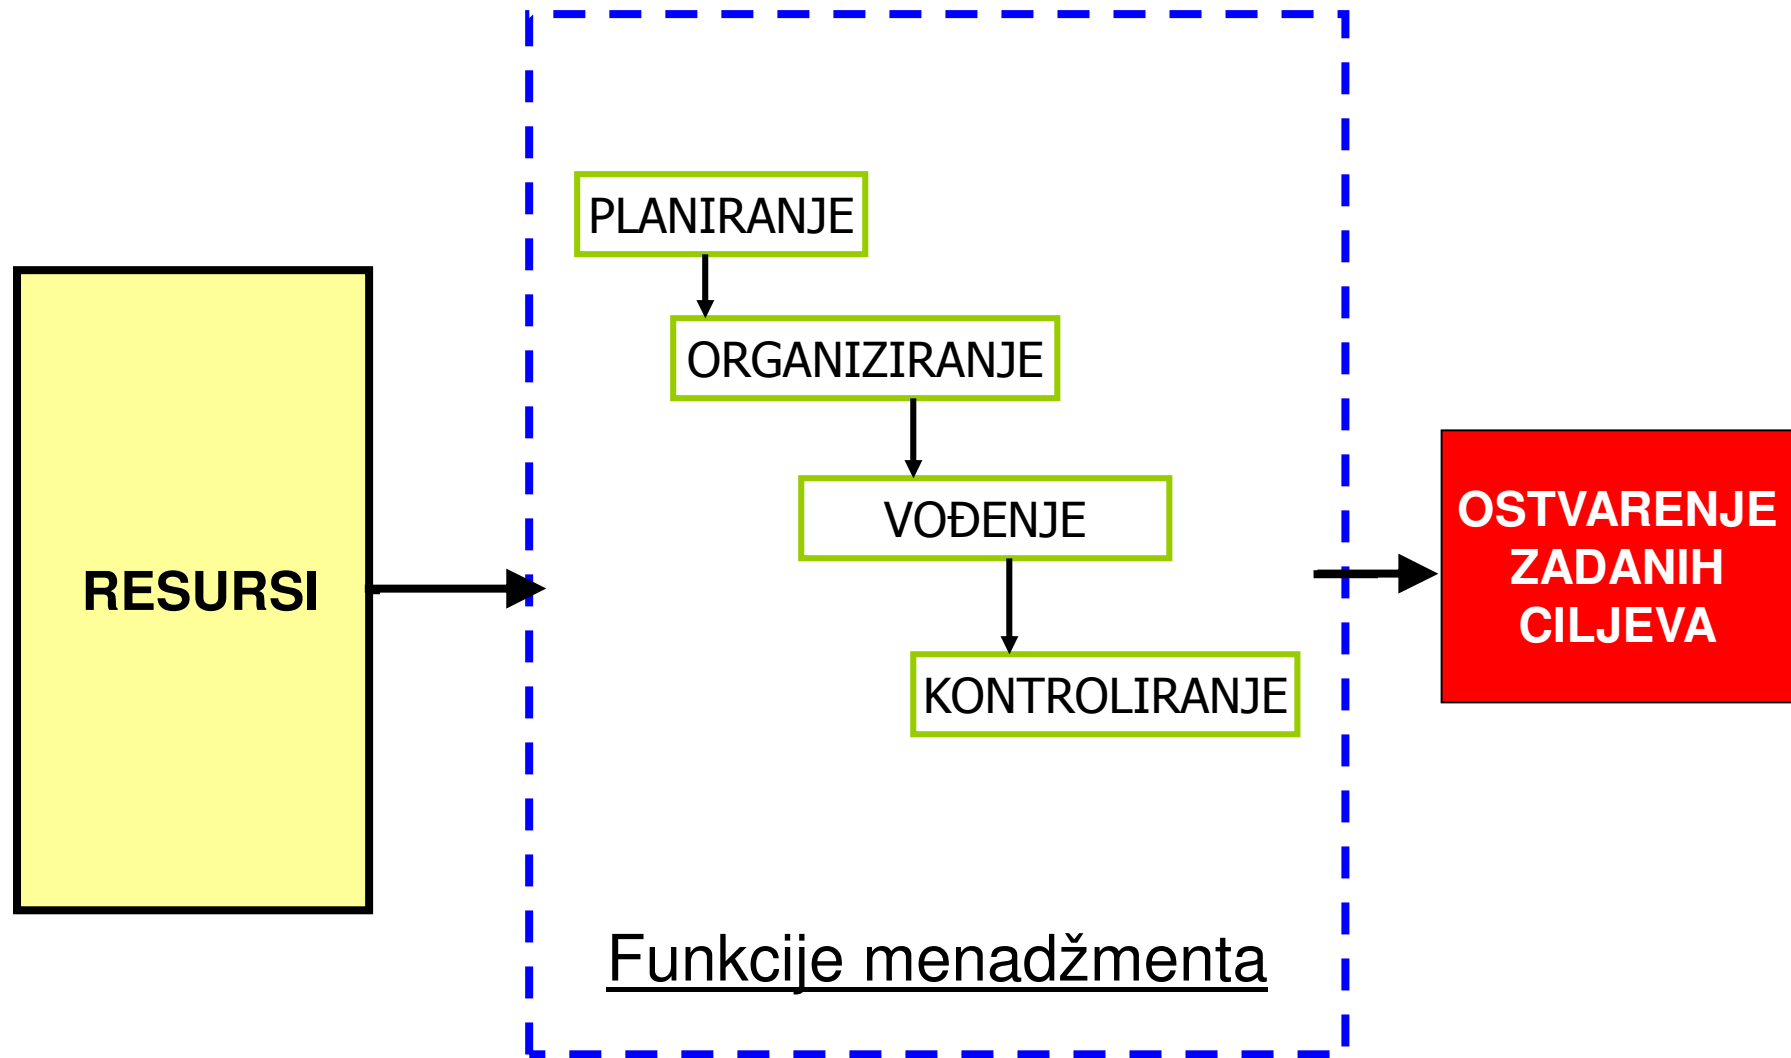 RESURSI
PLANIRANJE
ORGANIZIRANJE
VOĐENJE
KONTROLIRANJE
Funkcije menadžmenta
OSTVARENJE
ZADANIH
CILJEVA